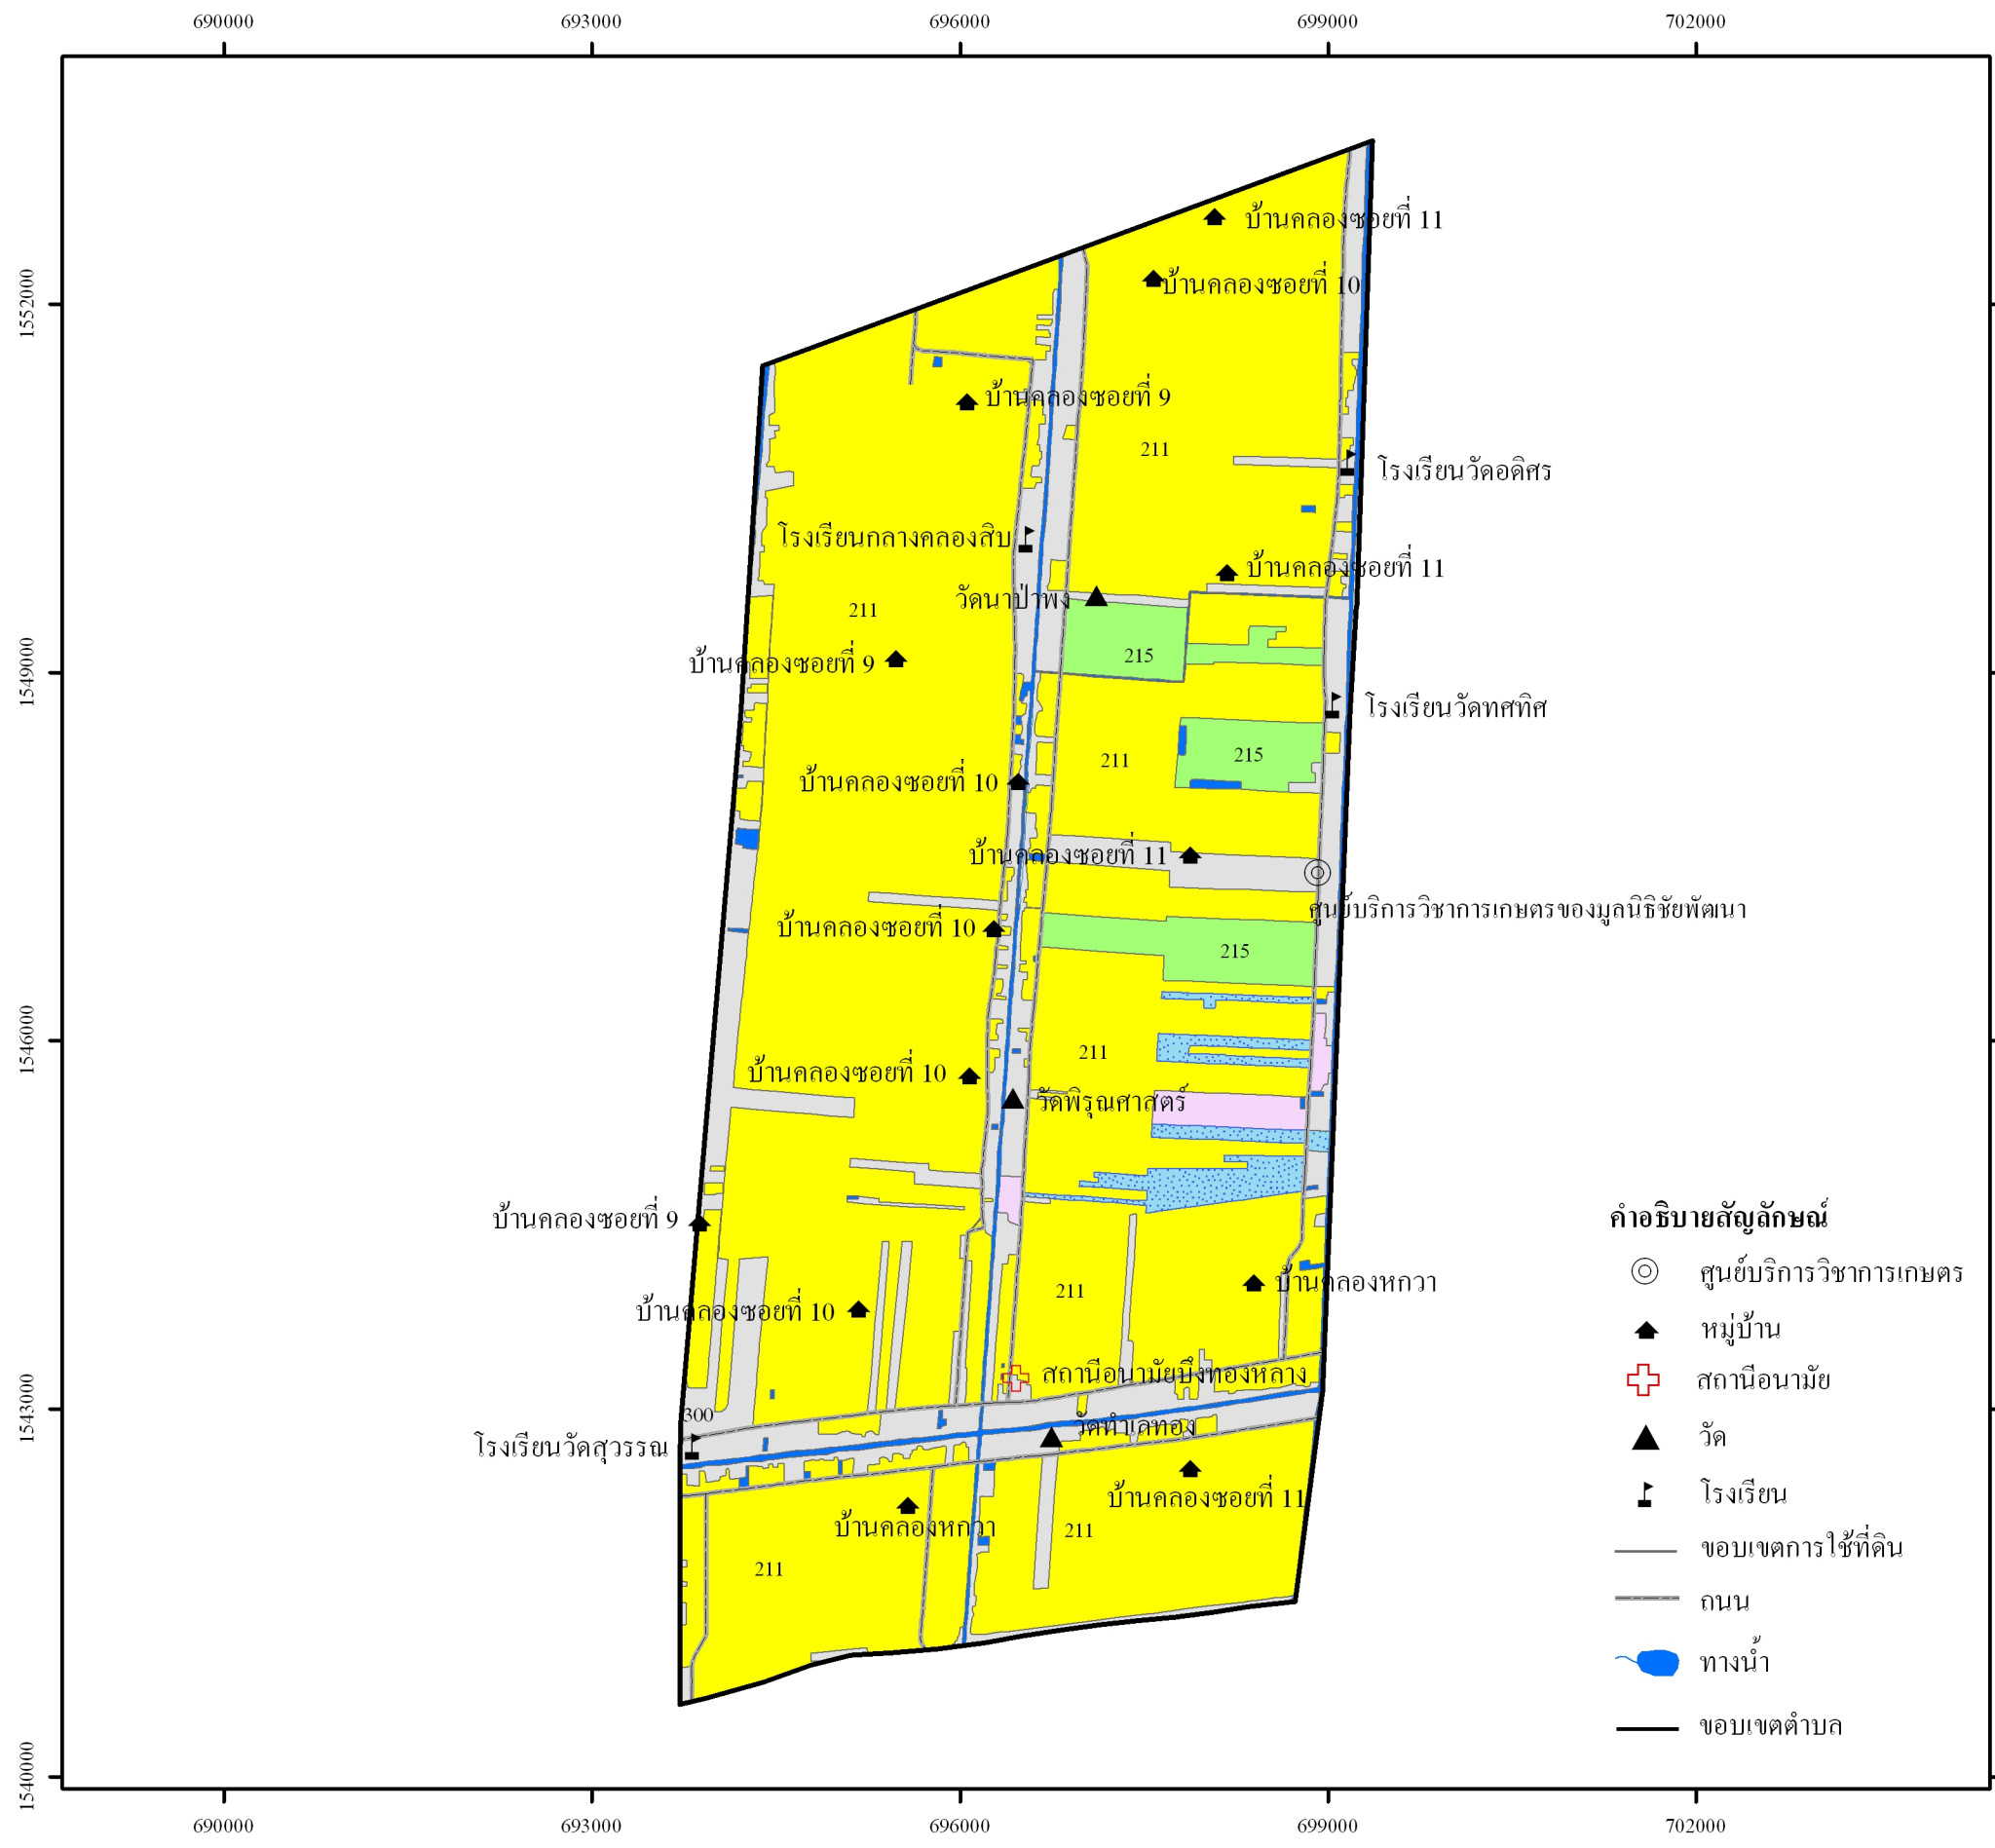 690000 693000 696000 699000 702000
1552000
1549000
1546000
1543000
1540000
บ้านคลองซอยที่ 11
บ้านคลองซอยที่ 10
บ้านคลองซอยที่ 9
211
โรงเรียนวัดอดิศร
โรงเรียนกลางคลองสิบ
บ้านคลองซอยที่ 11
วัดนาป่าพง
211
215
บ้านคลองซอยที่ 9
โรงเรียนวัดทศทิศ
211
215
บ้านคลองซอยที่ 10
บ้านคลองซอยที่ 11
ศูนย์บริการวิชาการเกษตรของมูลนิธิชัยพัฒนา
บ้านคลองซอยที่ 10
215
211
บ้านคลองซอยที่ 10
วัดพิรุณศาสตร์
บ้านคลองซอยที่ 9
211
บ้านคลองหกวา
บ้านคลองซอยที่ 10
สถานีอนามัยบึงทองหลาง
300
วัดทำเลทอง
โรงเรียนวัดสุวรรณ
บ้านคลองซอยที่ 11
บ้านคลองหกวา
211
211
คำอธิบายสัญลักษณ์
ศูนย์บริการวิชาการเกษตร
หมู่บ้าน
สถานีอนามัย
วัด
โรงเรียน
ขอบเขตการใช้ที่ดิน
ถนน
ทางน้ำ
ขอบเขตตำบล
690000 693000 696000 699000 702000